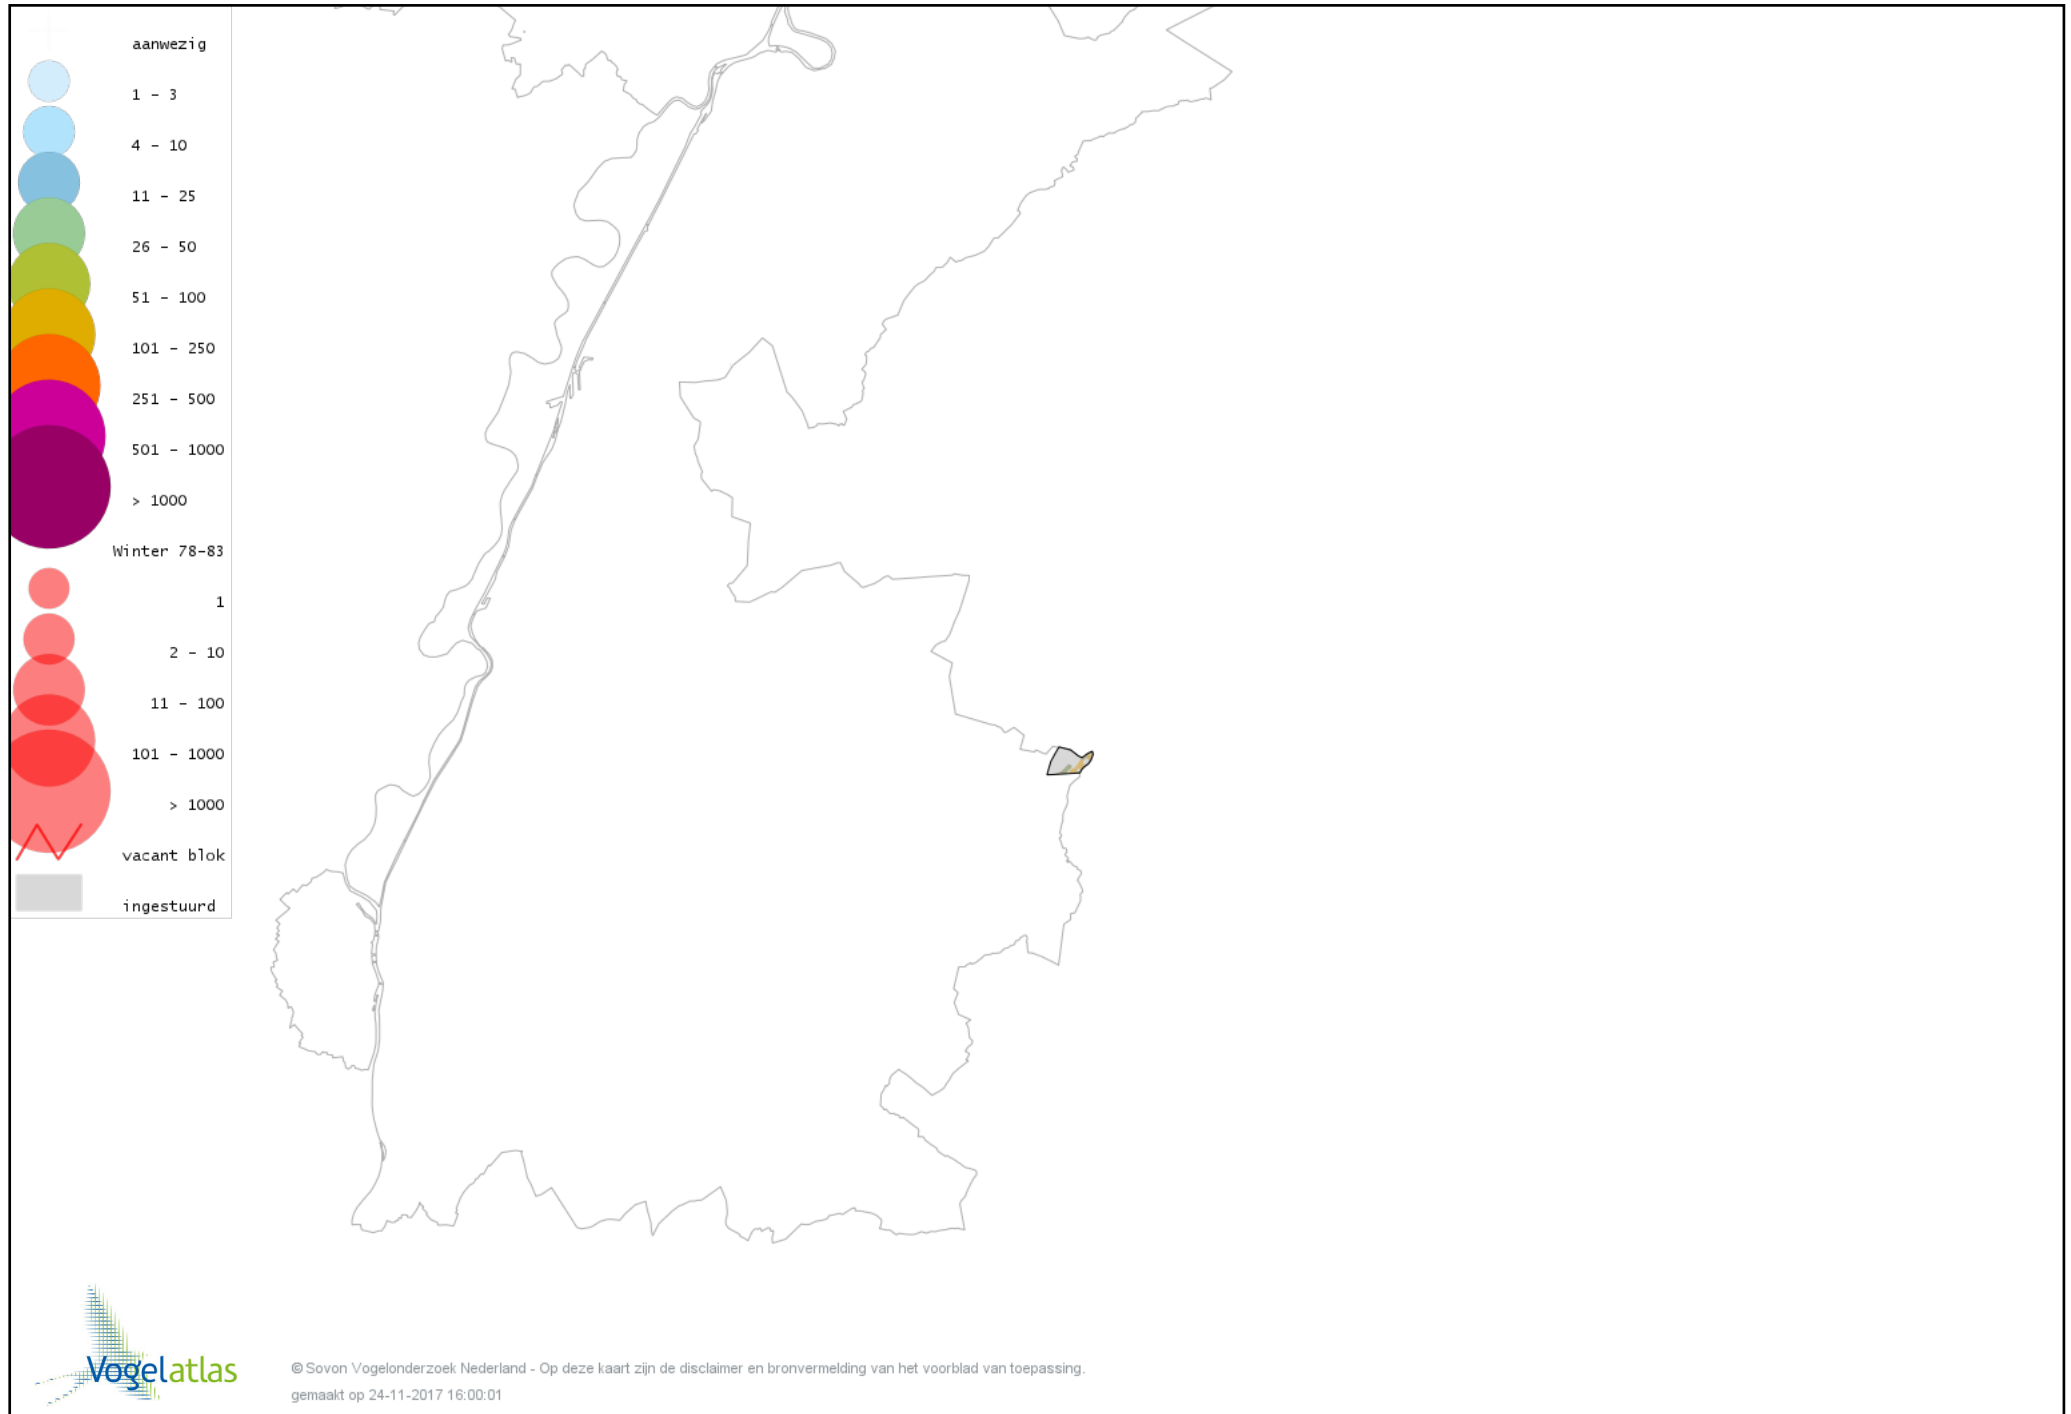 aanwezig
1 - 3
4 - 10
11 - 25
26 - 50
51 - 100
101 - 250
251 - 500
501 - 1000
> 1000
Winter 78-83
1
2 - 10
11 - 100
101 - 1000
> 1000
vacant blok
ingestuurd
Vogelatlas
© Sovon Vogelonderzoek Nederland - Op deze kaart zijn de disclaimer en bronvermelding van het voorblad van toepassing.
gemaakt op 24-11-2017 16:00:01